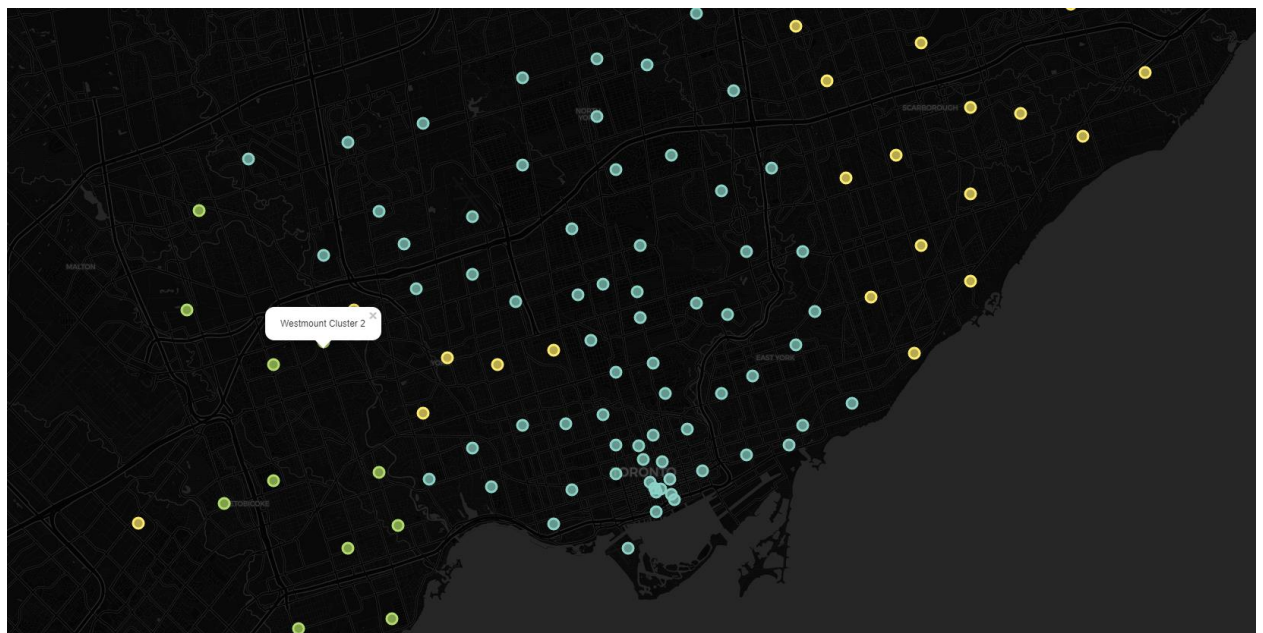 NORTH
YORK
SCARBOROUGH
MALTON
Westmount Cluster 2
×
EAST YORK
TORONTO
ETOBICOKE